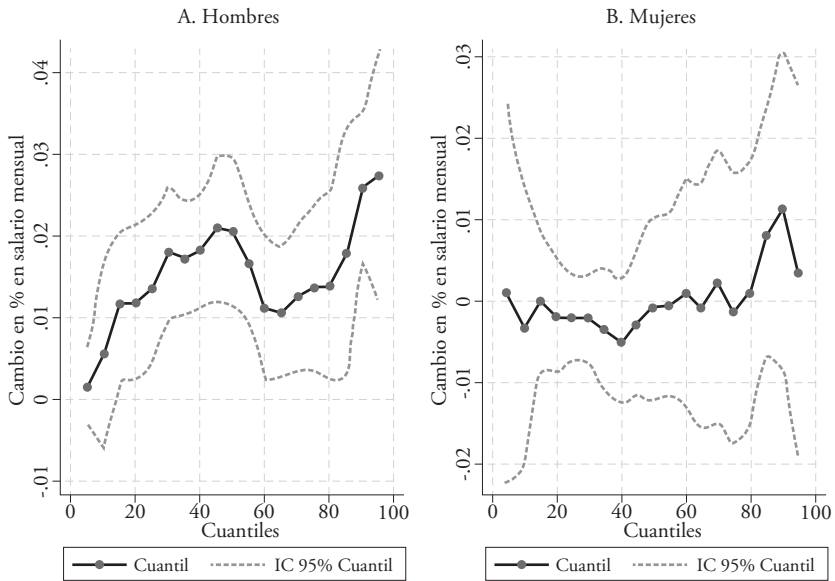 A. Hombres
Cambio en % en salario mensual
.04
.03
.02
.01
0
-.01
0 20 40 60 80 100
Cuantiles
Cuantil IC 95% Cuantil
B. Mujeres
Cambio en % en salario mensual
.03
.02
.01
0
-.01
-.02
0 20 40 60 80 100
Cuantiles
Cuantil IC 95% Cuantil